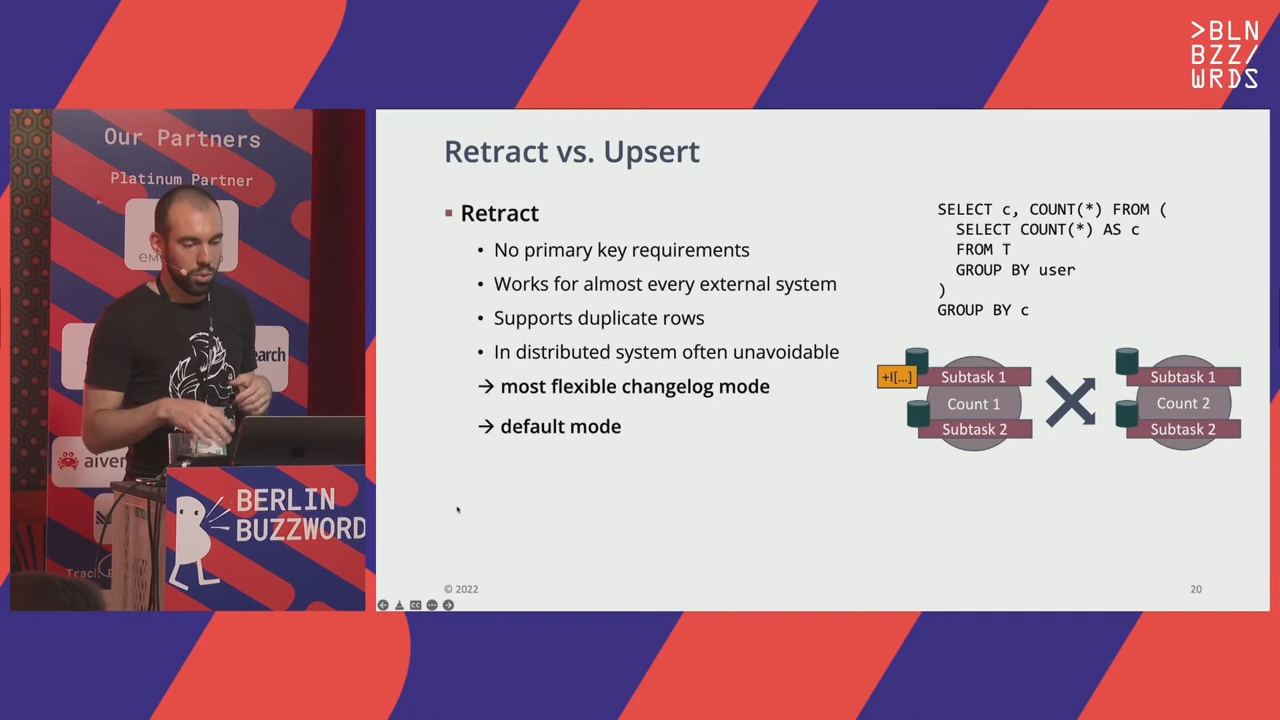 >BLN
BZZ/
WRDS
Our Partners
Platinum Partner
em
earch
aiven
BERLIN
BUZZWORD
Retract vs. Upsert
▪ Retract
• No primary key requirements
• Works for almost every external system
• Supports duplicate rows
• In distributed system often unavoidable
→ most flexible changelog mode
→ default mode
SELECT c, COUNT(*) FROM (
SELECT COUNT(*) AS c
FROM T
GROUP BY user
)
GROUP BY c
+I[...]
Subtask 1
Count 1
Subtask 2
Subtask 1
Count 2
Subtask 2
© 2022
20
CC